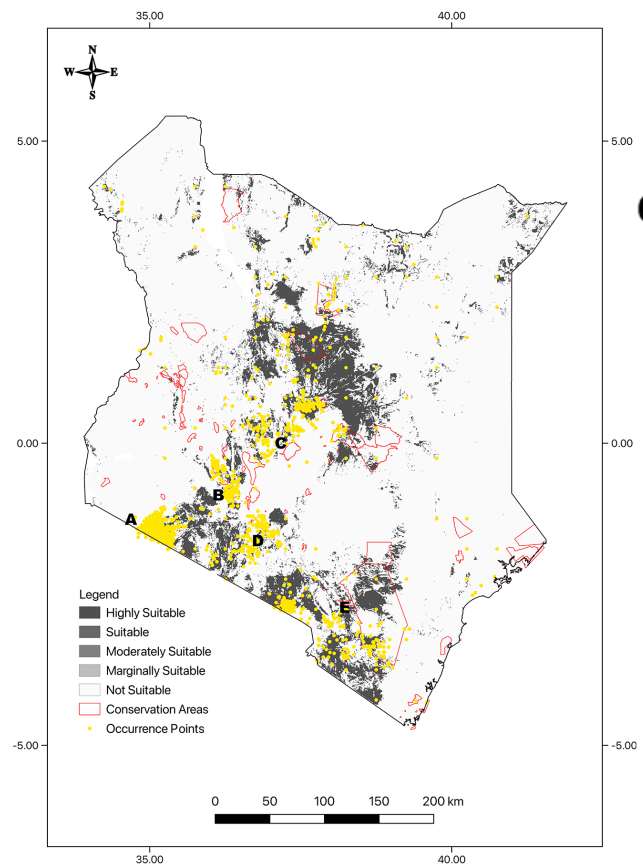 35.00 40.00
N
W E
S
5.00 5.00
0.00 0.00
C
B
A
D
E
Legend
Highly Suitable
Suitable
Moderately Suitable
Marginally Suitable
Not Suitable
Conservation Areas
Occurrence Points
-5.00 -5.00
0 50 100 150 200 km
35.00 40.00